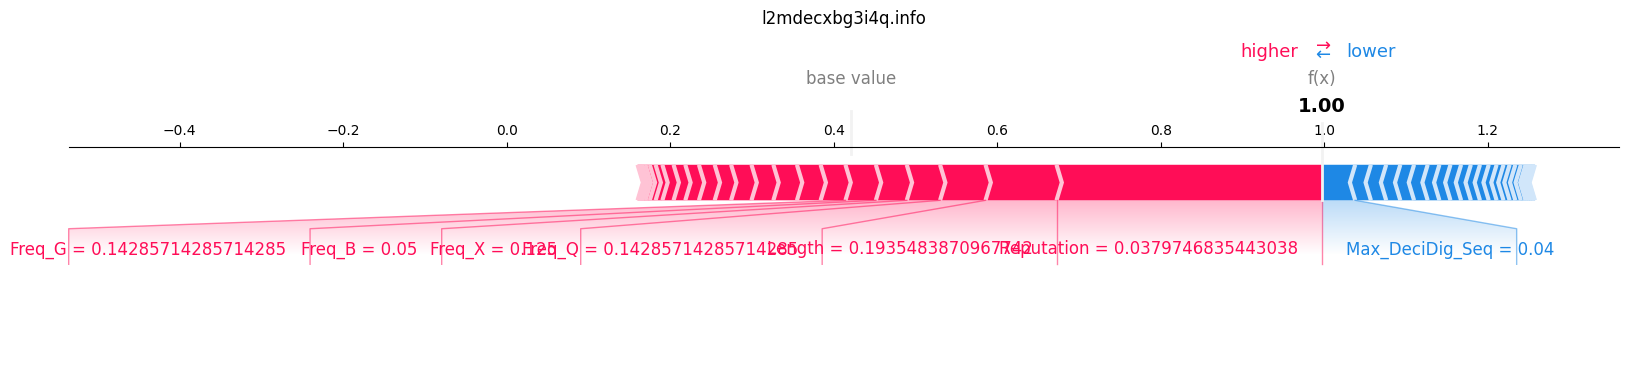 l2mdecxbg3i4q.info
higher → ← lower
base value f(x)
1.00
−0.4 −0.2 0.0 0.2 0.4 0.6 0.8 1.0 1.2
Freq_G = 0.14285714285714285 Freq_B = 0.05 Freq_X = 0.125 Freq_Q = 0.14285714285714285 Length = 0.1935483870967742 Reputation = 0.0379746835443038 Max_DeciDig_Seq = 0.04